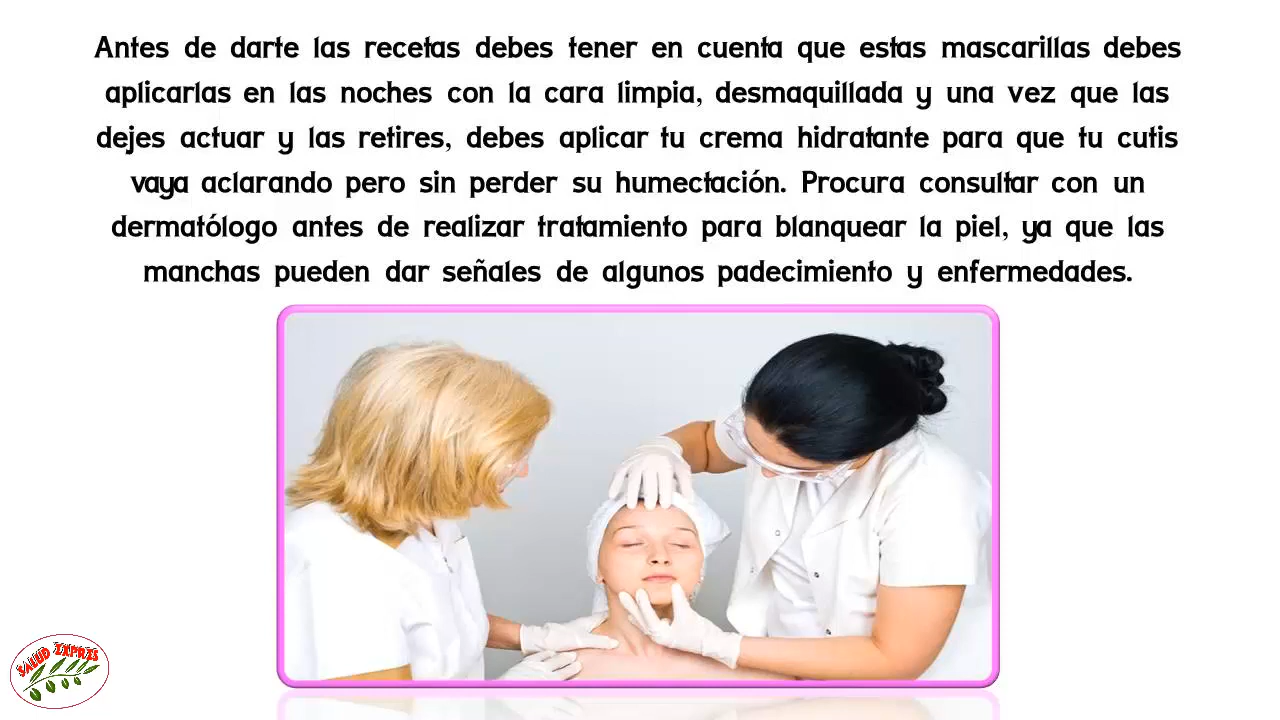 Antes de darte las recetas debes tener en cuenta que estas mascarillas debes
aplicarlas en las noches con la cara limpia, desmaquillada y una vez que las
dejes actuar y las retires, debes aplicar tu crema hidratante para que tu cutis
vaya aclarando pero sin perder su humectación. Procura consultar con un
dermatólogo antes de realizar tratamiento para blanquear la piel, ya que las
manchas pueden dar señales de algunos padecimiento y enfermedades.
SALUD EXPRES